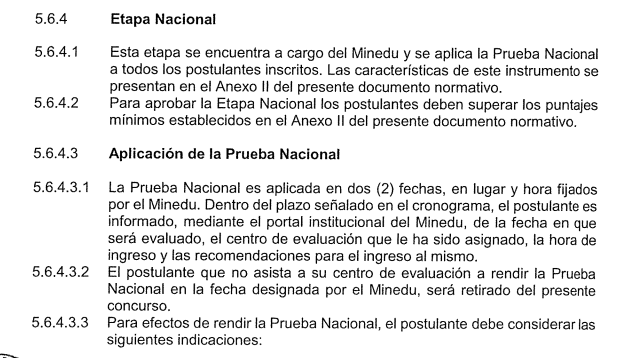 5.6.4 Etapa Nacional
5.6.4.1 Esta etapa se encuentra a cargo del Minedu y se aplica la Prueba Nacional
a todos los postulantes inscritos. Las características de este instrumento se
presentan en el Anexo II del presente documento normativo.
5.6.4.2 Para aprobar la Etapa Nacional los postulantes deben superar los puntajes
mínimos establecidos en el Anexo II del presente documento normativo.
5.6.4.3 Aplicación de la Prueba Nacional
5.6.4.3.1 La Prueba Nacional es aplicada en dos (2) fechas, en lugar y hora fijados
por el Minedu. Dentro del plazo señalado en el cronograma, el postulante es
informado, mediante el portal institucional del Minedu, de la fecha en que
será evaluado, el centro de evaluación que le ha sido asignado, la hora de
ingreso y las recomendaciones para el ingreso al mismo.
5.6.4.3.2 El postulante que no asista a su centro de evaluación a rendir la Prueba
Nacional en la fecha designada por el Minedu, será retirado del presente
concurso.
5.6.4.3.3 Para efectos de rendir la Prueba Nacional, el postulante debe considerar las
siguientes indicaciones: